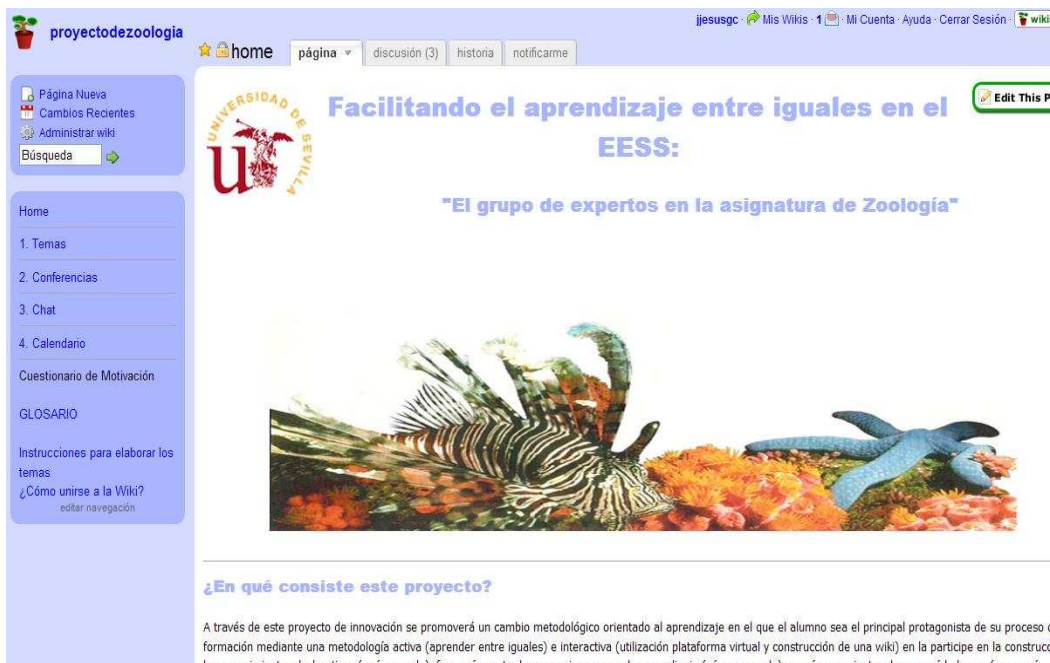 proyectodezoologia
jjesusgc · Mis Wikis · 1 · Mi Cuenta · Ayuda · Cerrar Sesión · wiki
home
página
discusión (3)
historia
notificarme
Página Nueva
Cambios Recientes
Administrar wiki
Búsqueda
Home
1. Temas
2. Conferencias
3. Chat
4. Calendario
Cuestionario de Motivación
GLOSARIO
Instrucciones para elaborar los
temas
¿Cómo unirse a la Wiki?
editar navegación
UNIVERSIDAD DE SEVILLA
Edit This P
Facilitando el aprendizaje entre iguales en el
EESS:
"El grupo de expertos en la asignatura de Zoología"
¿En qué consiste este proyecto?
A través de este proyecto de innovación se promoverá un cambio metodológico orientado al aprendizaje en el que el alumno sea el principal protagonista de su proceso
formación mediante una metodología activa (aprender entre iguales) e interactiva (utilización plataforma virtual y construcción de una wiki) en la participe en la construcc